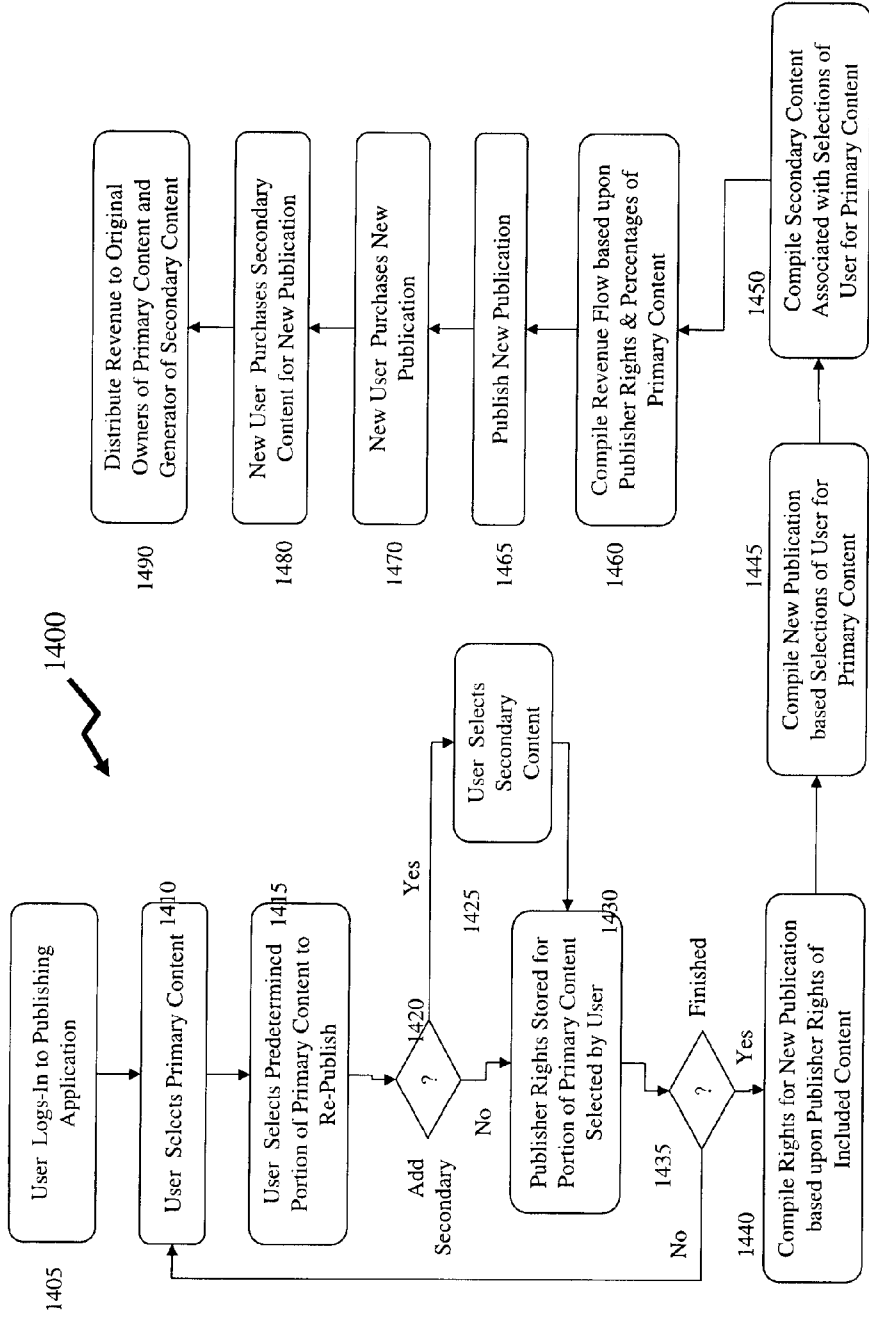 1400
1405
User Logs-In to Publishing
Application
1410
User Selects Primary Content
1415
User Selects Predetermined
Portion of Primary Content to
Re-Publish
1420
?
Add
Secondary
Yes
No
1425
User Selects
Secondary
Content
1430
Publisher Rights Stored for
Portion of Primary Content
Selected by User
1435
?
Finished
No
Yes
1440
Compile Rights for New Publication
based upon Publisher Rights of
Included Content
1445
Compile New Publication
based Selections of User for
Primary Content
1450
Compile Secondary Content
Associated with Selections of
User for Primary Content
1460
Compile Revenue Flow based upon
Publisher Rights & Percentages of
Primary Content
1465
Publish New Publication
1470
New User Purchases New
Publication
1480
New User Purchases Secondary
Content for New Publication
1490
Distribute Revenue to Original
Owners of Primary Content and
Generator of Secondary Content